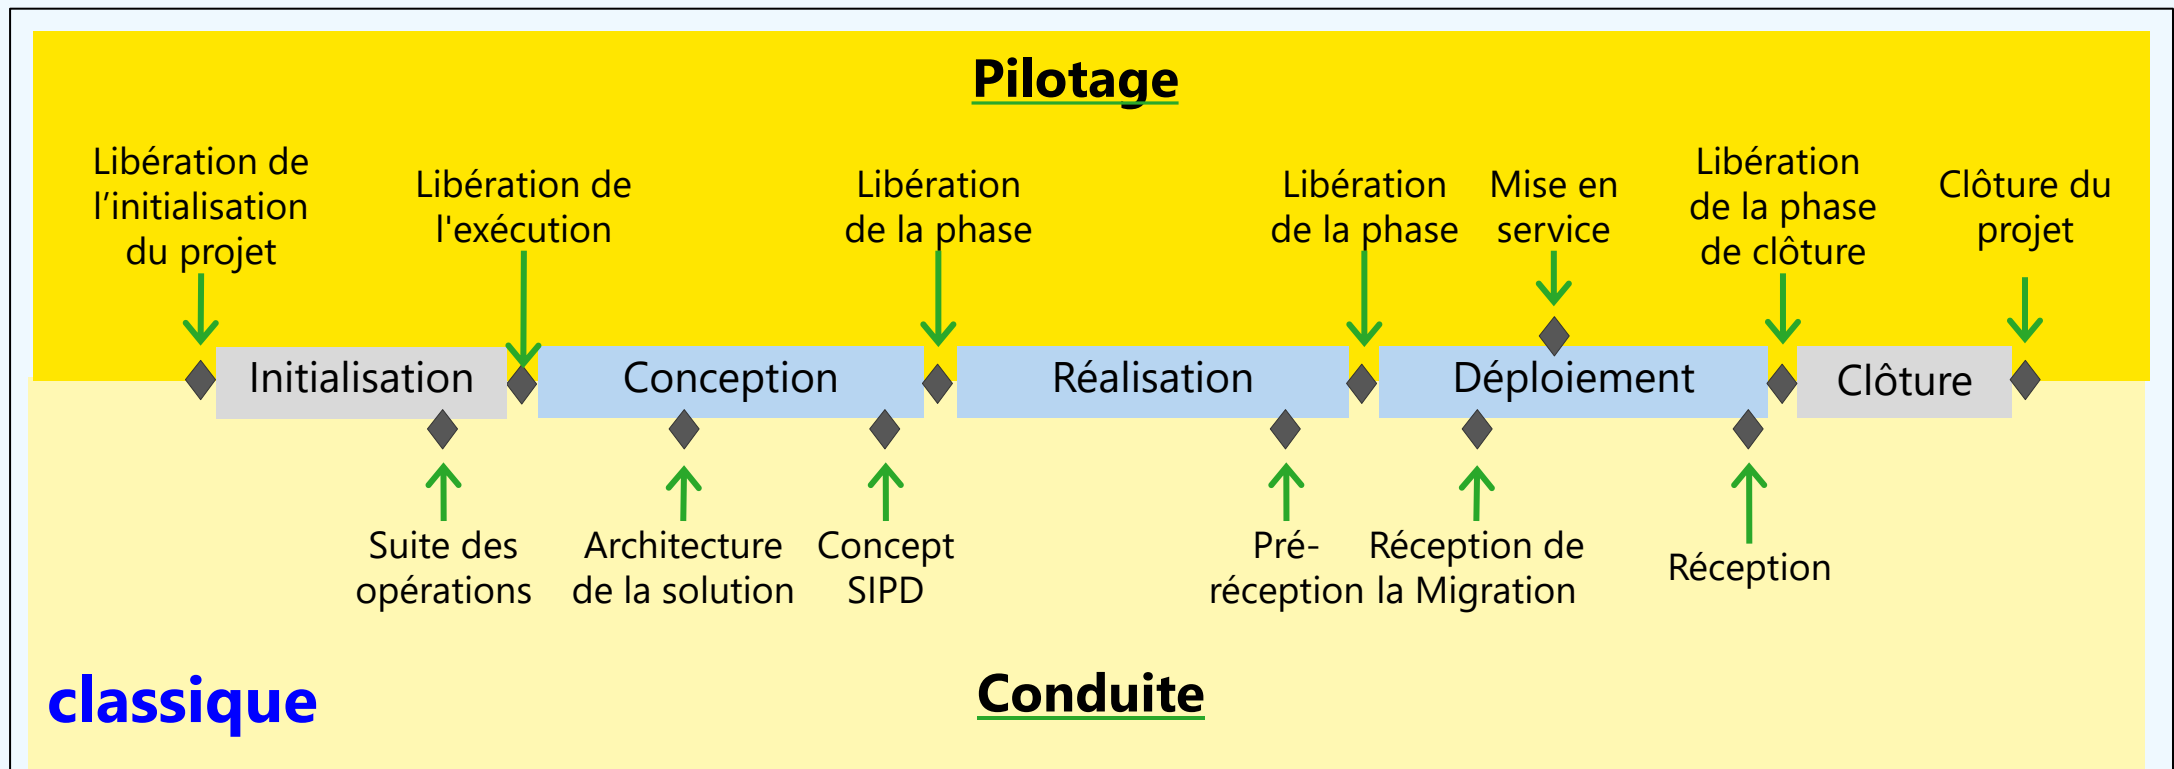 Pilotage
Libération de
l’initialisation
du projet
Libération de
l'exécution
Libération
de la phase
Libération
de la phase
Mise en
service
Libération
de la phase
de clôture
Clôture du
projet
Initialisation
Conception
Réalisation
Déploiement
Clôture
Suite des
opérations
Architecture
de la solution
Concept
SIPD
Pré-
réception
Réception de
la Migration
Réception
classique
Conduite